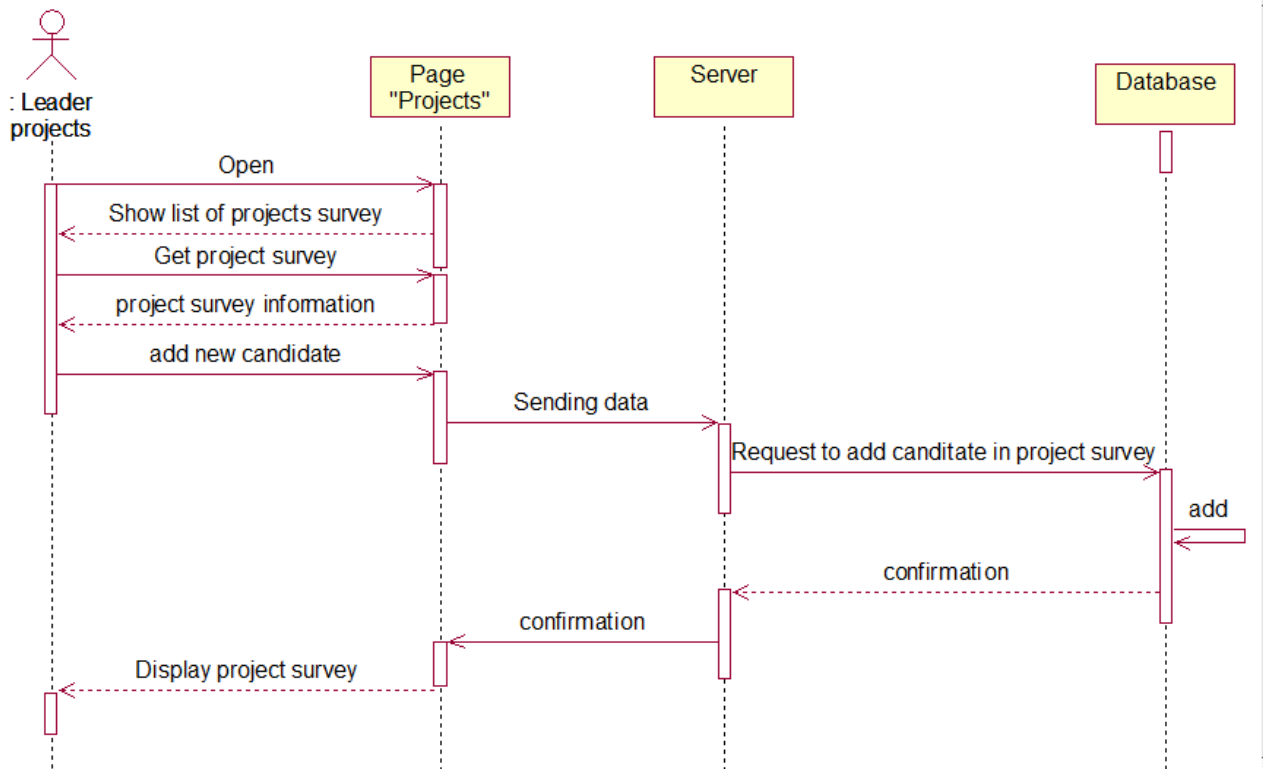 : Leader
projects
Page
"Projects"
Server
Database
Open
Show list of projects survey
Get project survey
project survey information
add new candidate
Sending data
Request to add canditate in project survey
add
confirmation
confirmation
Display project survey